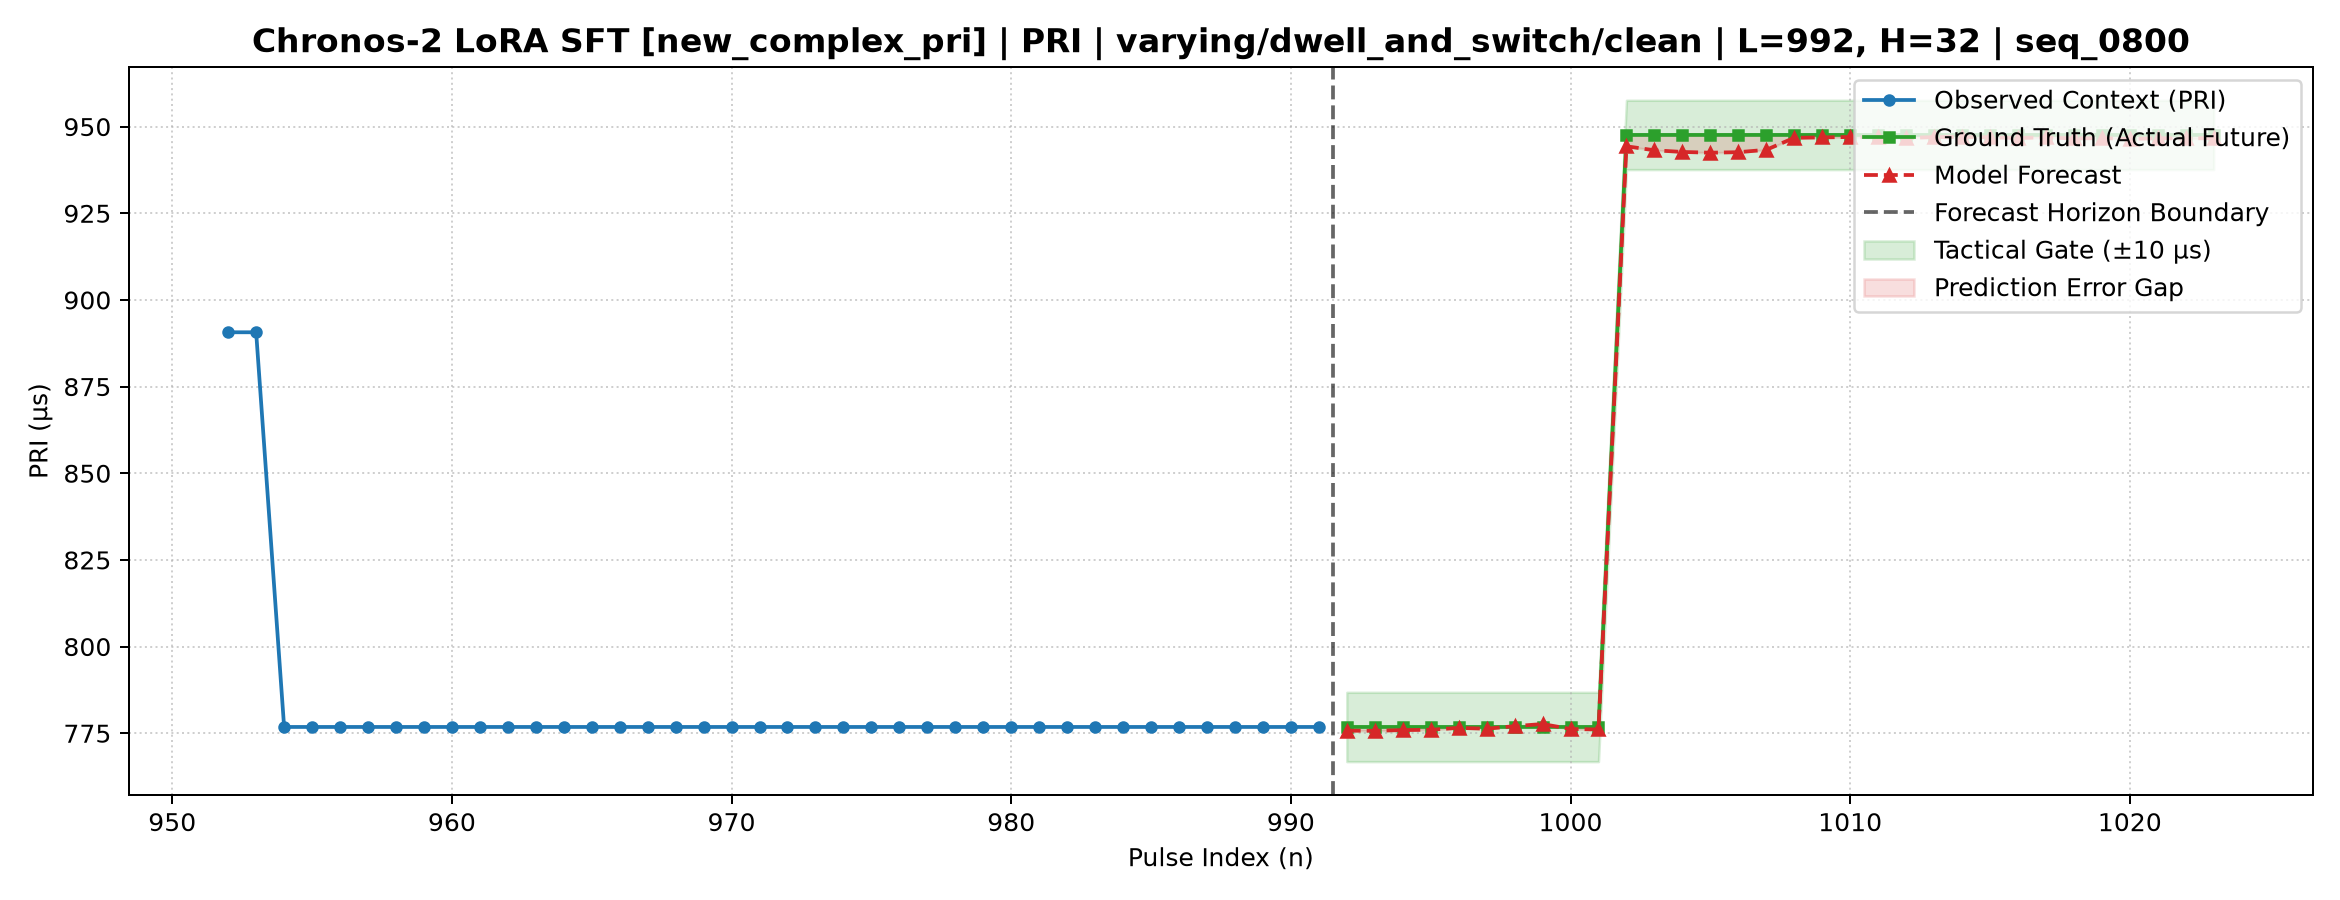 Chronos-2 LoRA SFT [new_complex_pri] | PRI | varying/dwell_and_switch/clean | L=992, H=32 | seq_0800
Observed Context (PRI)
Ground Truth (Actual Future)
Model Forecast
Forecast Horizon Boundary
Tactical Gate (±10 µs)
Prediction Error Gap
PRI (µs)
950
925
900
875
850
825
800
775
950 960 970 980 990 1000 1010 1020
Pulse Index (n)